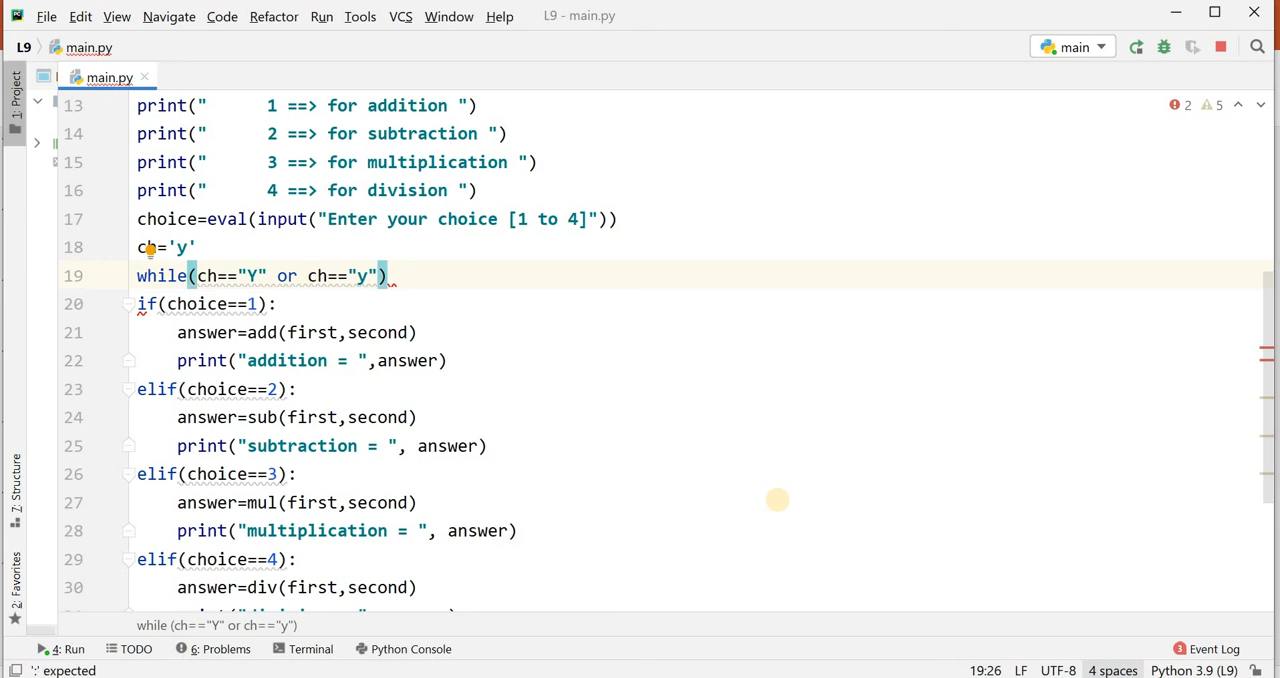 File Edit View Navigate Code Refactor Run Tools VCS Window Help L9 - main.py
L9 main.py main
1: Project main.py
2 5
13 print("      1 ==> for addition ")
14 print("      2 ==> for subtraction ")
15 print("      3 ==> for multiplication ")
16 print("      4 ==> for division ")
17 choice=eval(input("Enter your choice [1 to 4]"))
18 ch='y'
19 while(ch=="Y" or ch=="y")
20 if(choice==1):
21     answer=add(first,second)
22     print("addition = ",answer)
23 elif(choice==2):
24     answer=sub(first,second)
25     print("subtraction = ", answer)
26 elif(choice==3):
27     answer=mul(first,second)
28     print("multiplication = ", answer)
29 elif(choice==4):
30     answer=div(first,second)
Z: Structure
2: Favorites
while (ch=="Y" or ch=="y")
4: Run TODO 6: Problems Terminal Python Console 3 Event Log
':' expected 19:26 LF UTF-8 4 spaces Python 3.9 (L9)